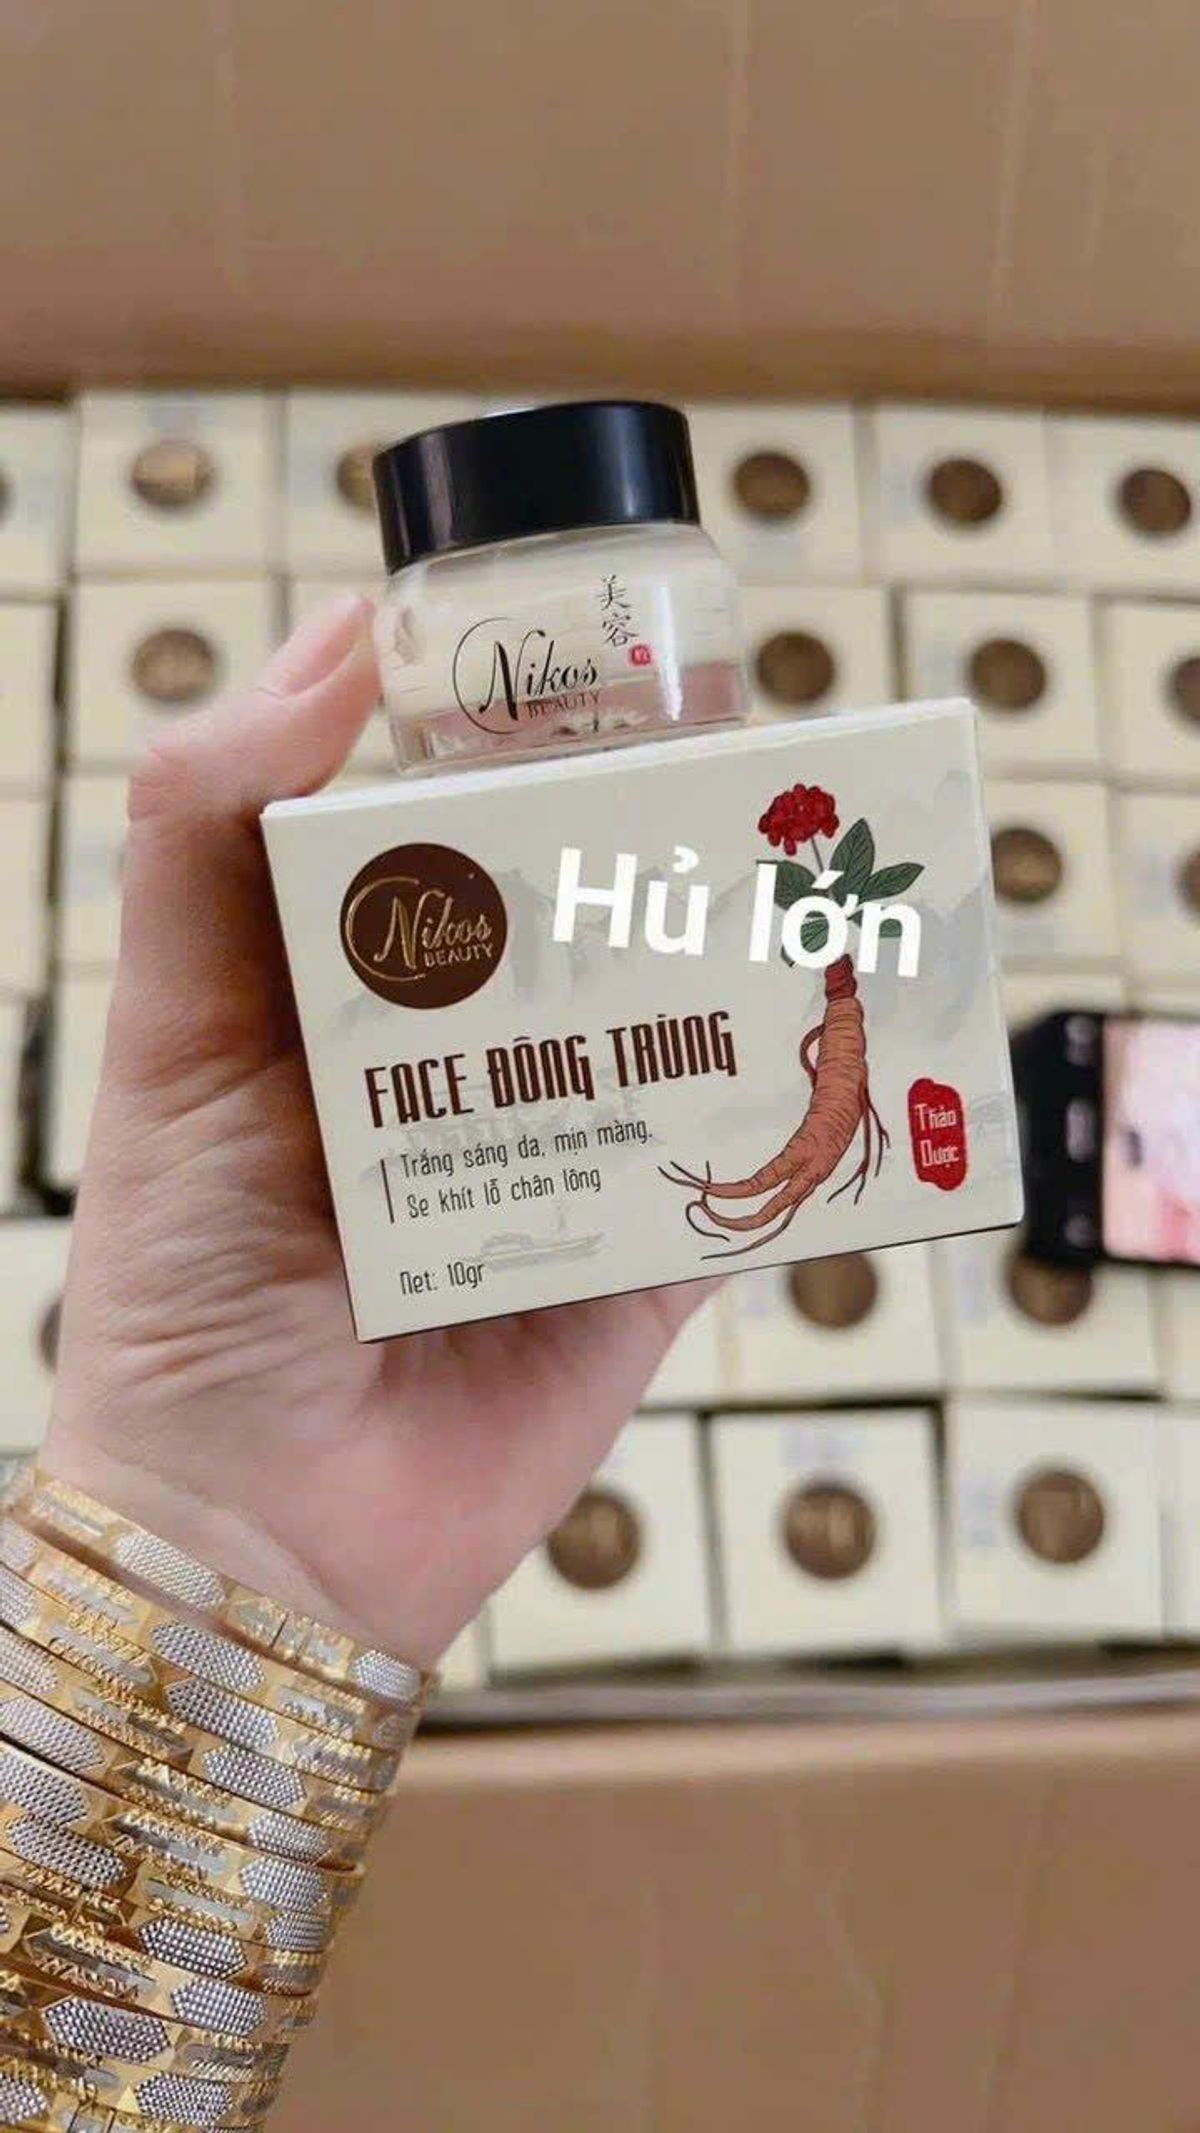 美
容
Nikos
BEAUTY
Nikos
BEAUTY
Hủ lớn
FACE ĐÔNG TRÙNG
Trắng sáng da, mịn màng.
Se khít lỗ chân lông
Thảo
Dược
Net: 10gr